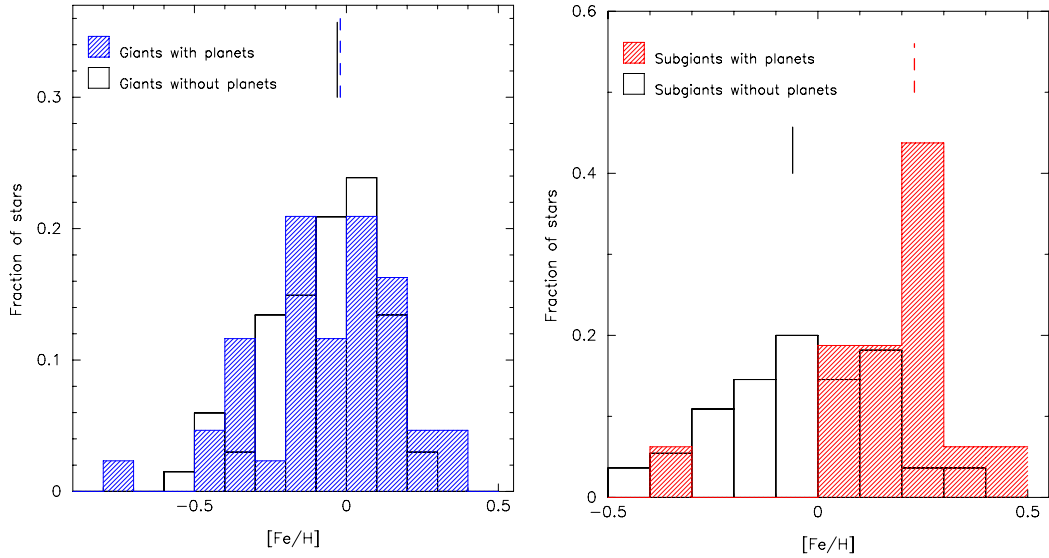 Giants with planets
Giants without planets
0.3
0.2
0.1
0
Fraction of stars
−0.5 0 0.5
[Fe/H]
0.6
Subgiants with planets
Subgiants without planets
0.4
0.2
0
Fraction of stars
−0.5 0 0.5
[Fe/H]